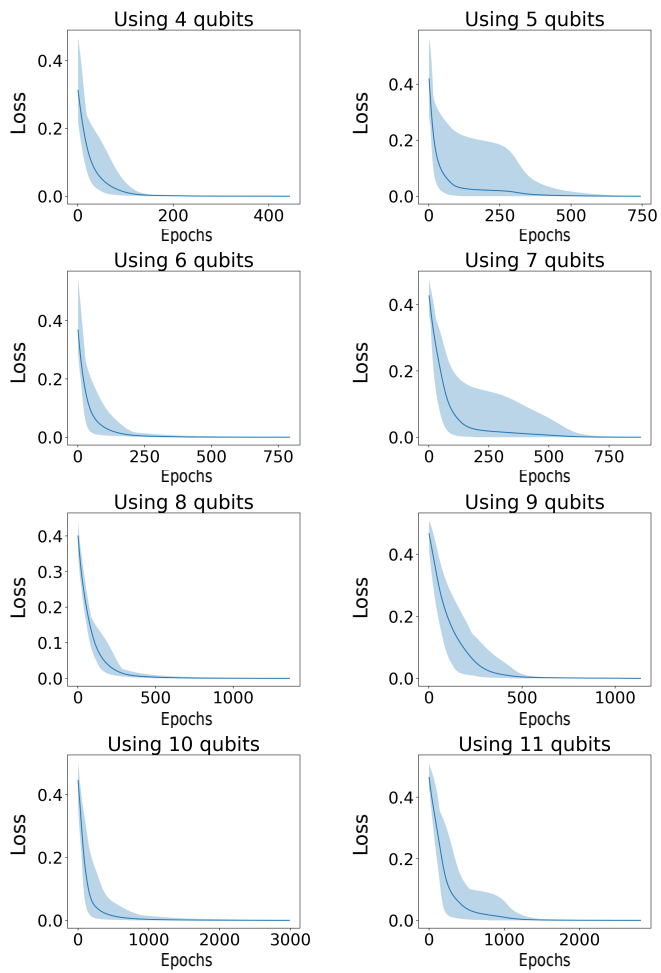 Using 4 qubits
Loss
0.4
0.2
0.0
0 200 400
Epochs
Using 5 qubits
Loss
0.4
0.2
0.0
0 250 500 750
Epochs
Using 6 qubits
Loss
0.4
0.2
0.0
0 250 500 750
Epochs
Using 7 qubits
Loss
0.4
0.2
0.0
0 250 500 750
Epochs
Using 8 qubits
Loss
0.4
0.3
0.2
0.1
0.0
0 500 1000
Epochs
Using 9 qubits
Loss
0.4
0.2
0.0
0 500 1000
Epochs
Using 10 qubits
Loss
0.4
0.2
0.0
0 1000 2000 3000
Epochs
Using 11 qubits
Loss
0.4
0.2
0.0
0 1000 2000
Epochs